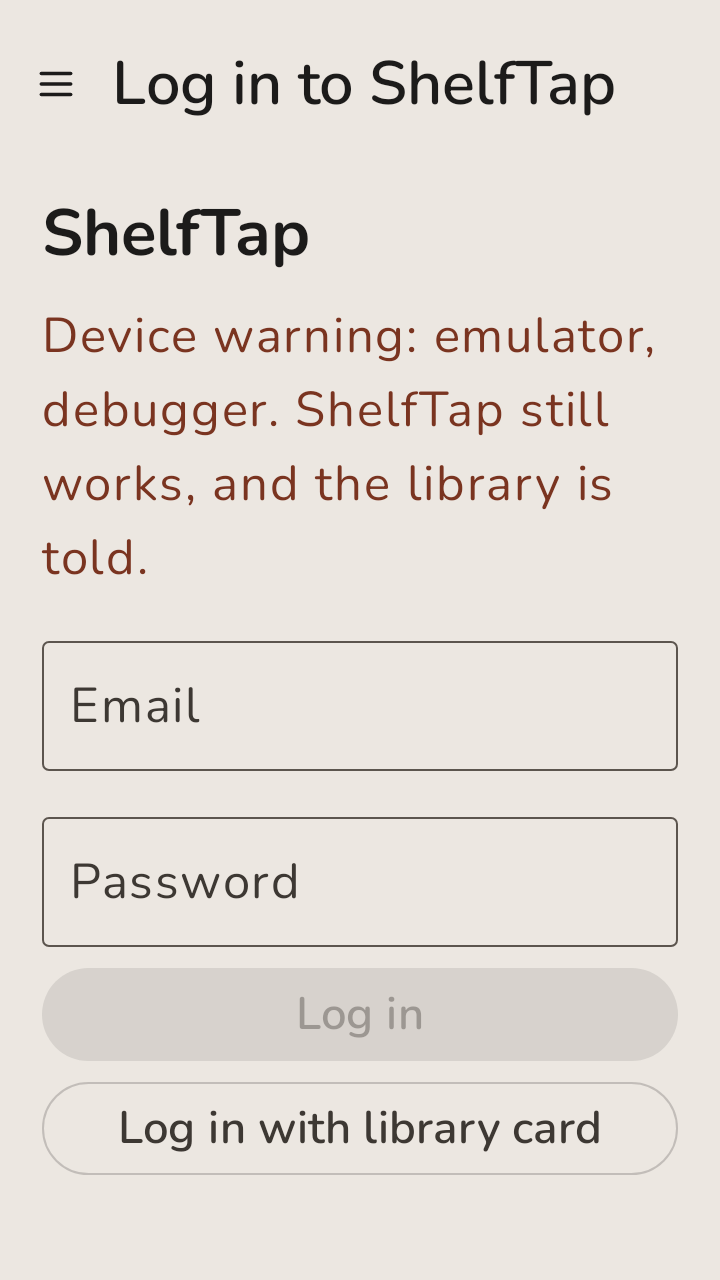 Log in to ShelfTap
ShelfTap
Device warning: emulator,
debugger. ShelfTap still
works, and the library is
told.
Email
Password
Log in
Log in with library card